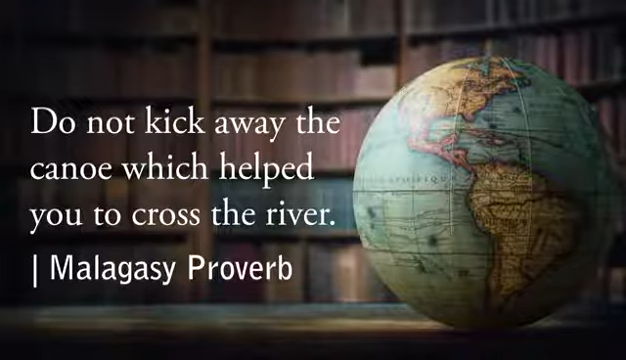 Do not kick away the
canoe which helped
you to cross the river.
| Malagasy Proverb